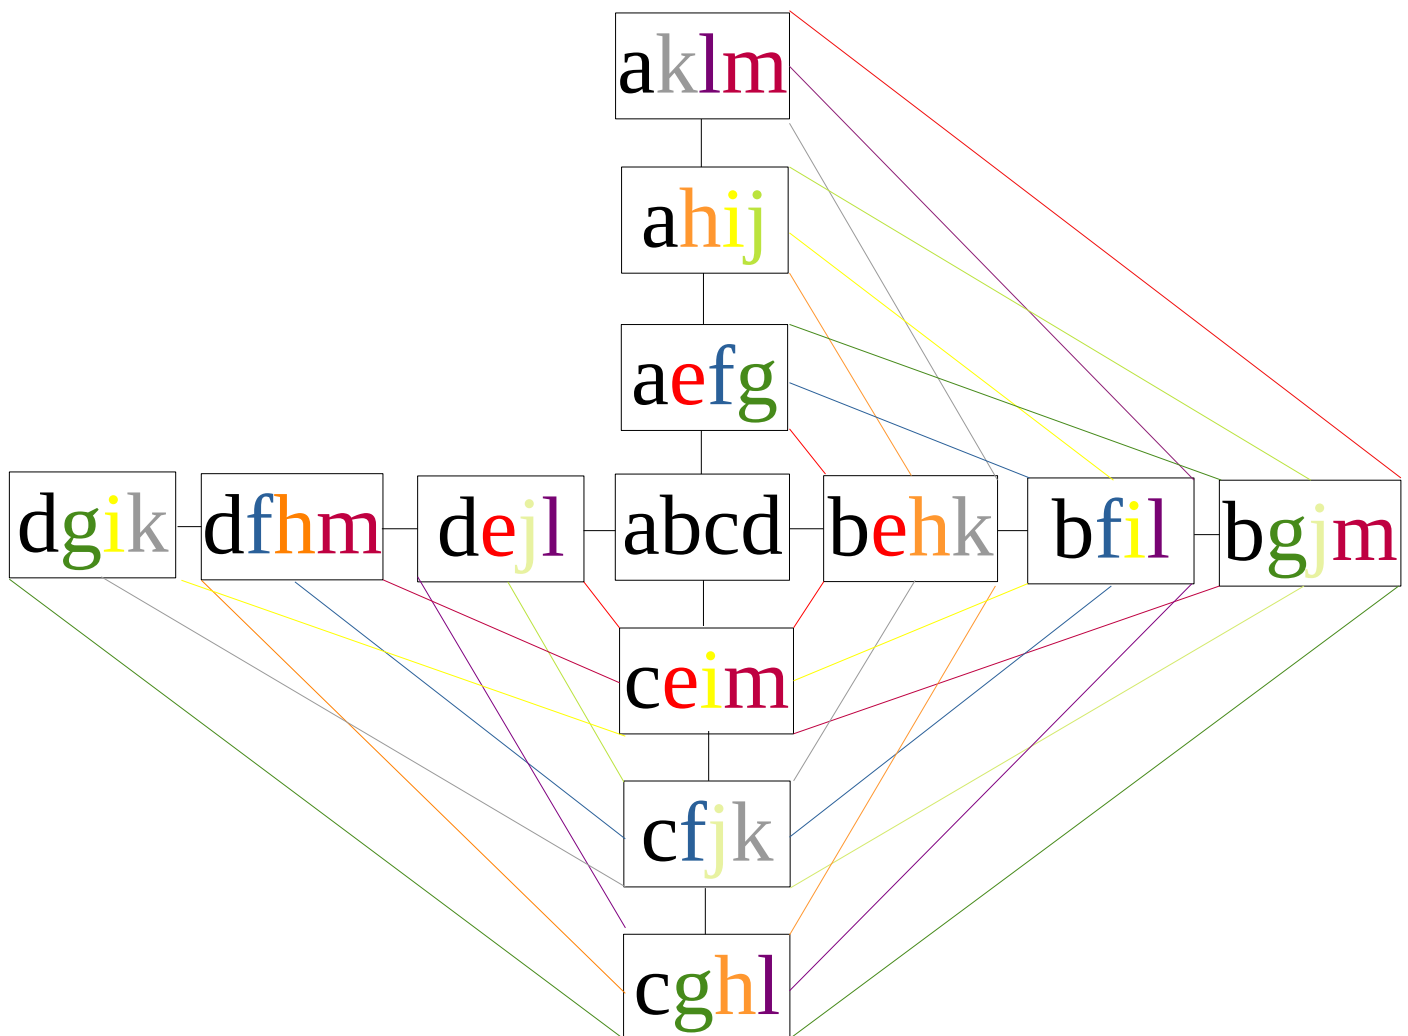 aklm
ahij
aefg
dgik dfhm dejl abcd behk bfil bgjm
ceim
cfjk
cghl